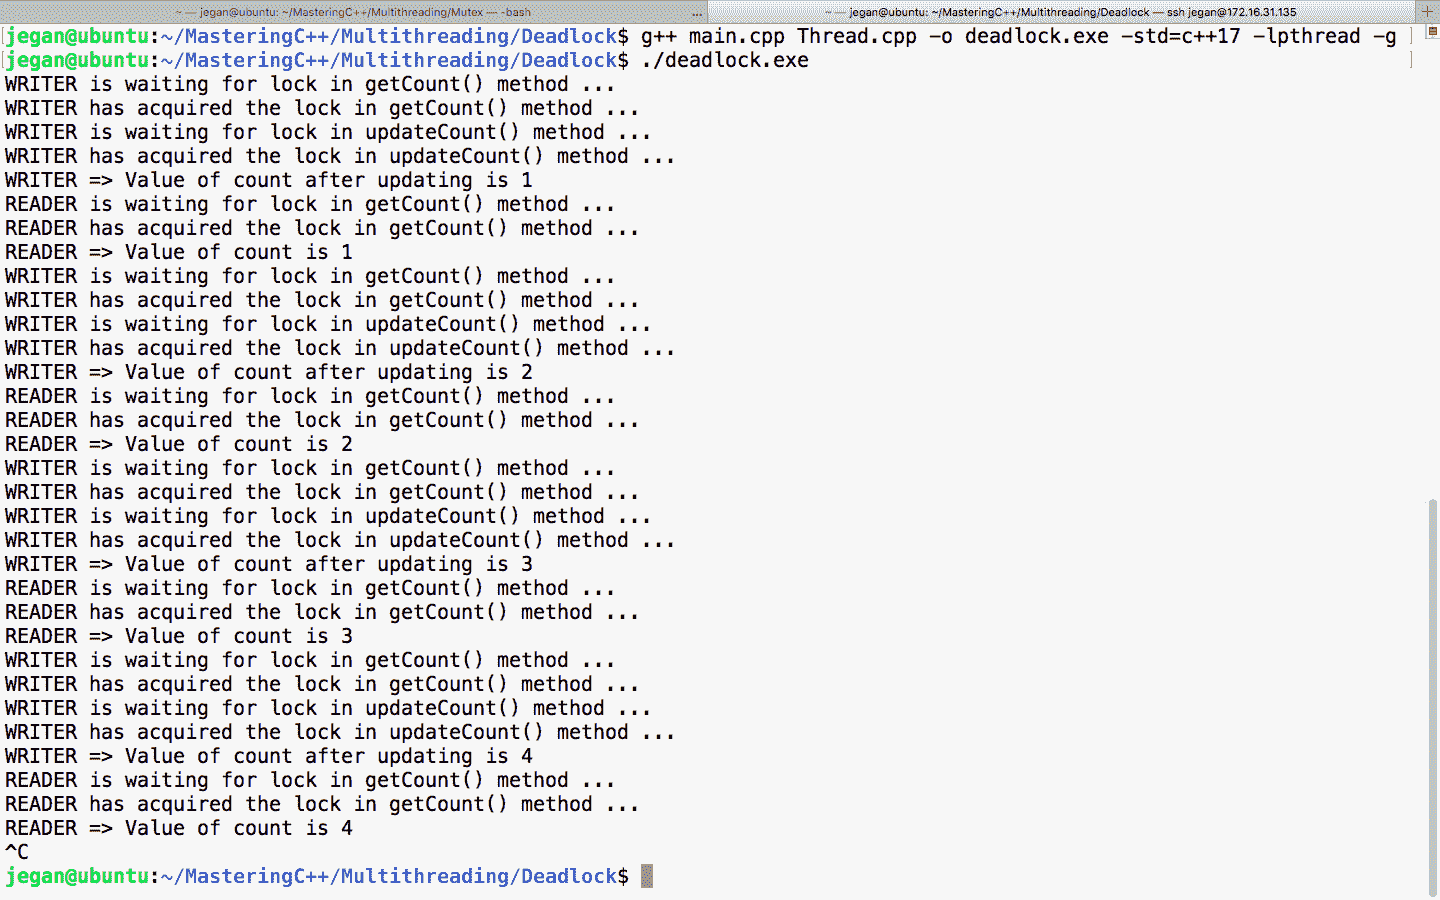 ~ — jegan@ubuntu: ~/MasteringC++/Multithreading/Mutex — -bash ... ~ — jegan@ubuntu: ~/MasteringC++/Multithreading/Deadlock — ssh jegan@172.16.31.135 +
[jegan@ubuntu:~/MasteringC++/Multithreading/Deadlock$ g++ main.cpp Thread.cpp -o deadlock.exe -std=c++17 -lpthread -g ]
[jegan@ubuntu:~/MasteringC++/Multithreading/Deadlock$ ./deadlock.exe ]
WRITER is waiting for lock in getCount() method ...
WRITER has acquired the lock in getCount() method ...
WRITER is waiting for lock in updateCount() method ...
WRITER has acquired the lock in updateCount() method ...
WRITER => Value of count after updating is 1
READER is waiting for lock in getCount() method ...
READER has acquired the lock in getCount() method ...
READER => Value of count is 1
WRITER is waiting for lock in getCount() method ...
WRITER has acquired the lock in getCount() method ...
WRITER is waiting for lock in updateCount() method ...
WRITER has acquired the lock in updateCount() method ...
WRITER => Value of count after updating is 2
READER is waiting for lock in getCount() method ...
READER has acquired the lock in getCount() method ...
READER => Value of count is 2
WRITER is waiting for lock in getCount() method ...
WRITER has acquired the lock in getCount() method ...
WRITER is waiting for lock in updateCount() method ...
WRITER has acquired the lock in updateCount() method ...
WRITER => Value of count after updating is 3
READER is waiting for lock in getCount() method ...
READER has acquired the lock in getCount() method ...
READER => Value of count is 3
WRITER is waiting for lock in getCount() method ...
WRITER has acquired the lock in getCount() method ...
WRITER is waiting for lock in updateCount() method ...
WRITER has acquired the lock in updateCount() method ...
WRITER => Value of count after updating is 4
READER is waiting for lock in getCount() method ...
READER has acquired the lock in getCount() method ...
READER => Value of count is 4
^C
jegan@ubuntu:~/MasteringC++/Multithreading/Deadlock$